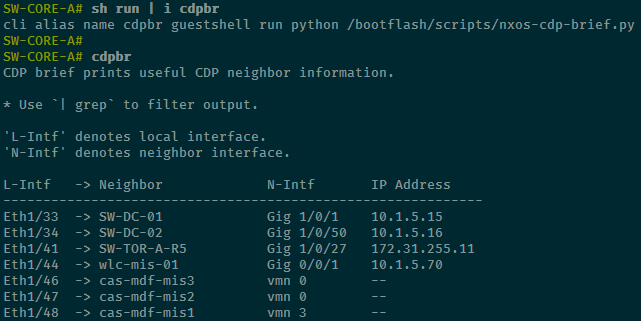 SW-CORE-A# sh run | i cdpbr
cli alias name cdpbr guestshell run python /bootflash/scripts/nxos-cdp-brief.py
SW-CORE-A#
SW-CORE-A# cdpbr
CDP brief prints useful CDP neighbor information.
* Use `| grep` to filter output.
'L-Intf' denotes local interface.
'N-Intf' denotes neighbor interface.
L-Intf   -> Neighbor             N-Intf       IP Address
------------------------------------------------------------
Eth1/33  -> SW-DC-01             Gig 1/0/1    10.1.5.15
Eth1/34  -> SW-DC-02             Gig 1/0/50   10.1.5.16
Eth1/41  -> SW-TOR-A-R5          Gig 1/0/27   172.31.255.11
Eth1/44  -> wlc-mis-01           Gig 0/0/1    10.1.5.70
Eth1/46  -> cas-mdf-mis3         vmn 0        --
Eth1/47  -> cas-mdf-mis2         vmn 0        --
Eth1/48  -> cas-mdf-mis1         vmn 3        --